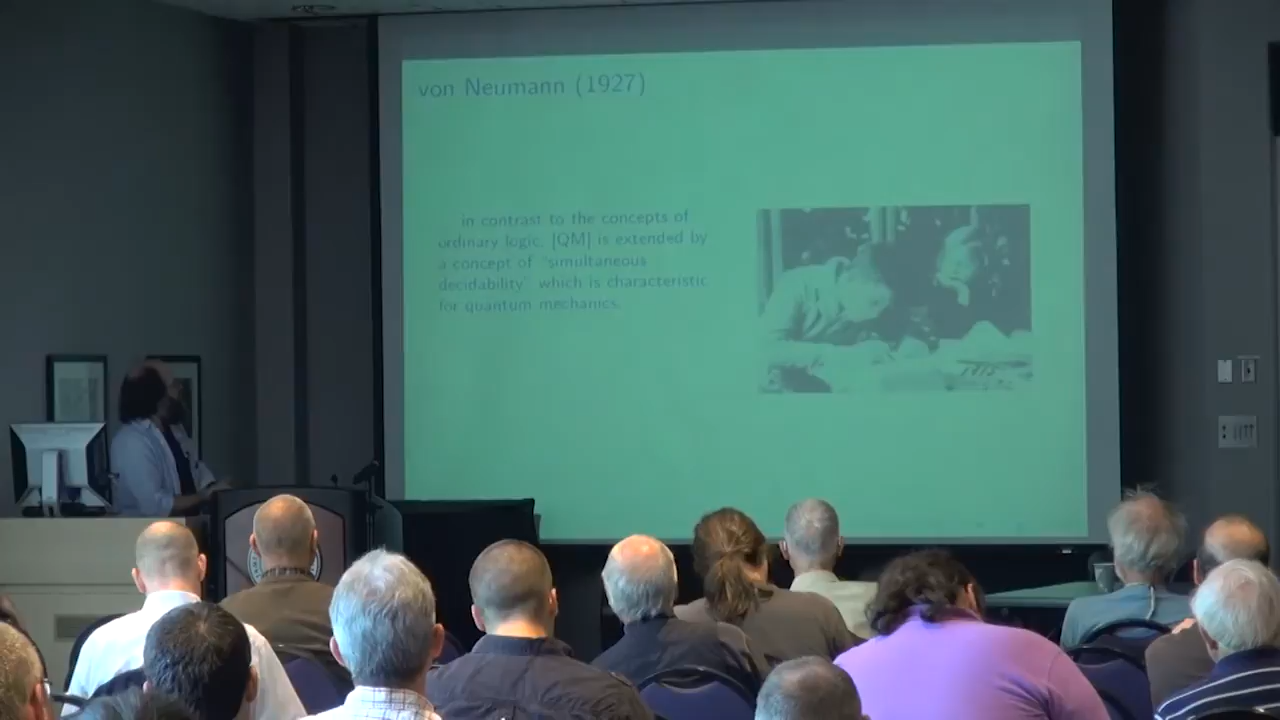 von Neumann (1927)
in contrast to the concepts of
ordinary logic, [QM] is extended by
a concept of "simultaneous
decidability" which is characteristic
for quantum mechanics.